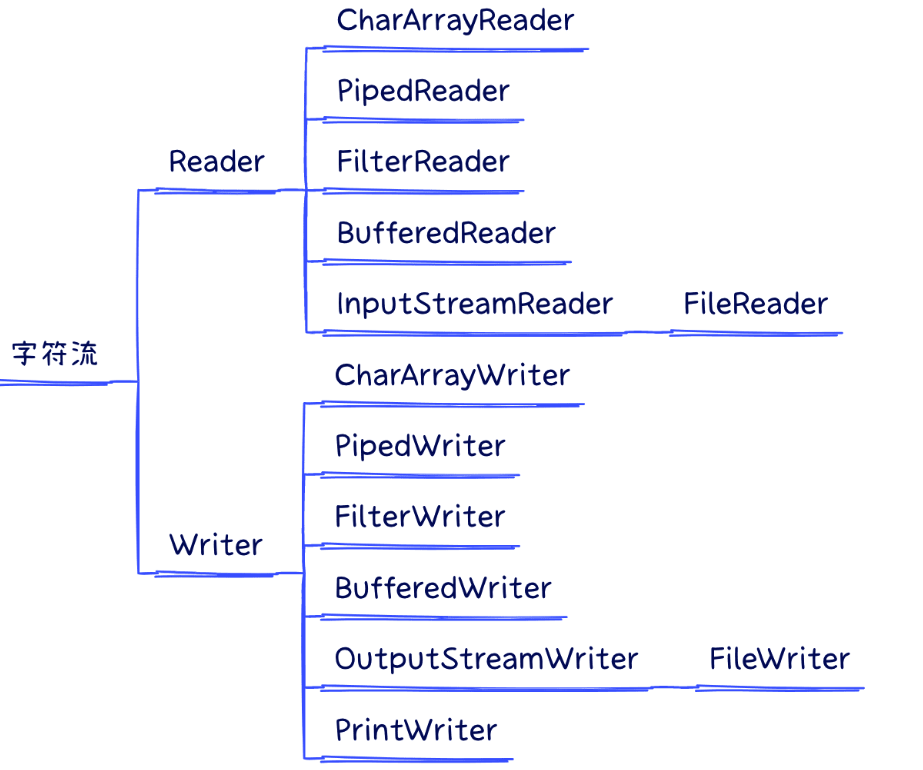 字符流
Reader
CharArrayReader
PipedReader
FilterReader
BufferedReader
InputStreamReader
FileReader
Writer
CharArrayWriter
PipedWriter
FilterWriter
BufferedWriter
OutputStreamWriter
FileWriter
PrintWriter